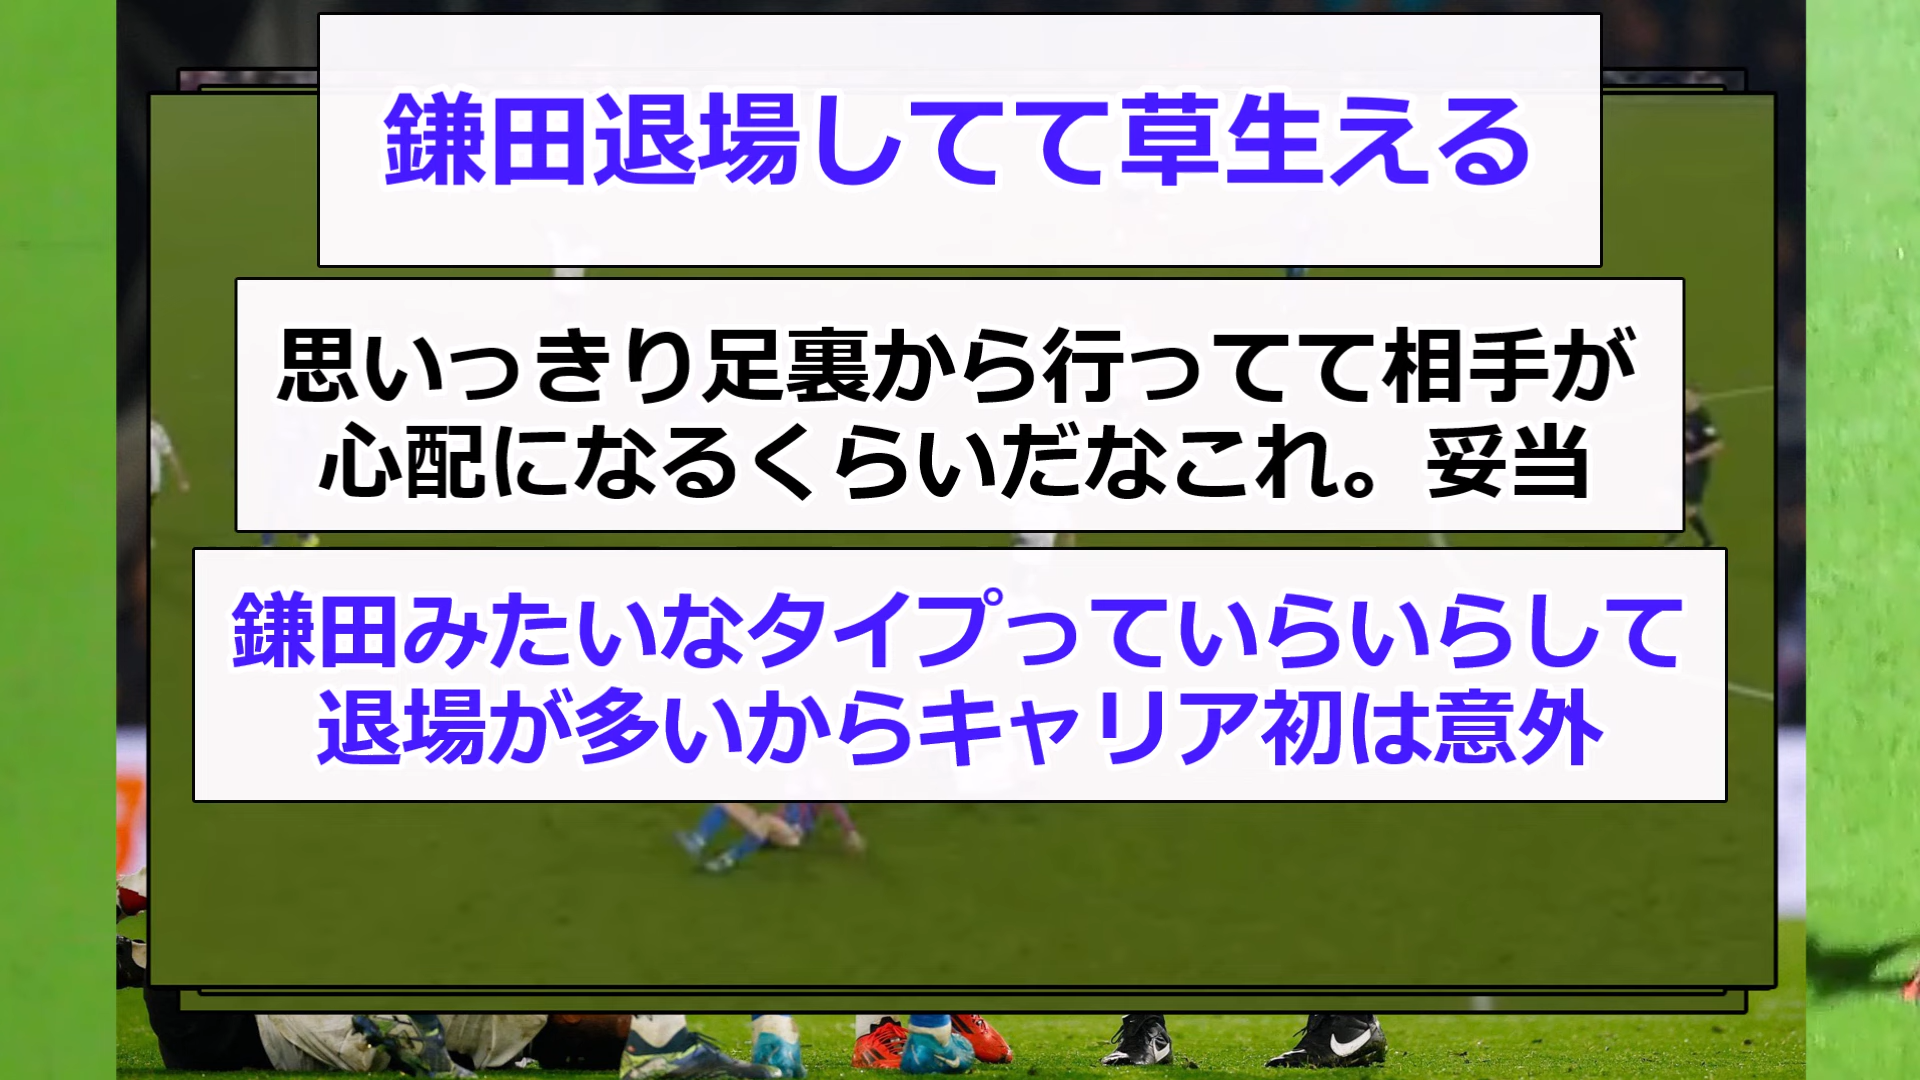 鎌田退場してて草生える
思いっきり足裏から行ってて相手が
心配になるくらいだなこれ。妥当
鎌田みたいなタイプっていらいらして
退場が多いからキャリア初は意外